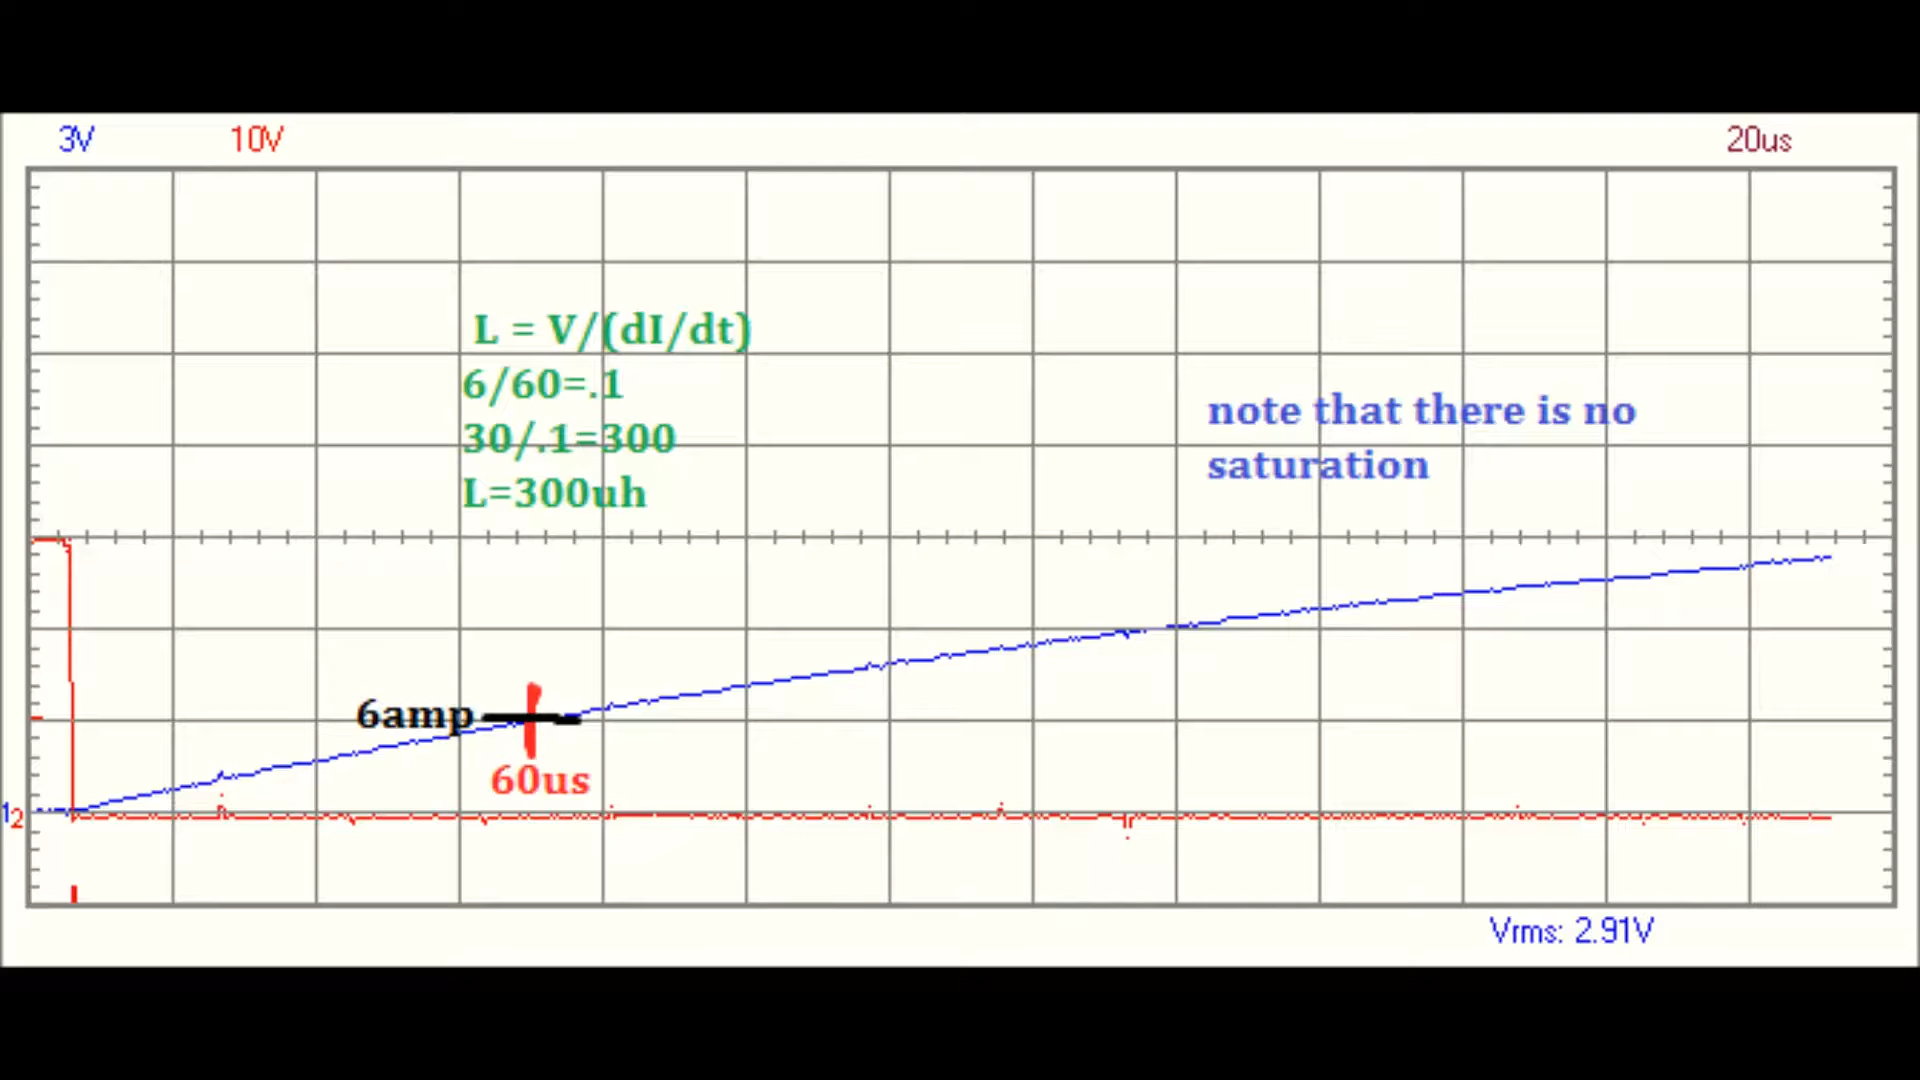 3V 10V 20us
L = V/(dI/dt)
6/60=.1
30/.1=300
L=300uh
note that there is no
saturation
6amp
60us
12
Vrms: 2.91V